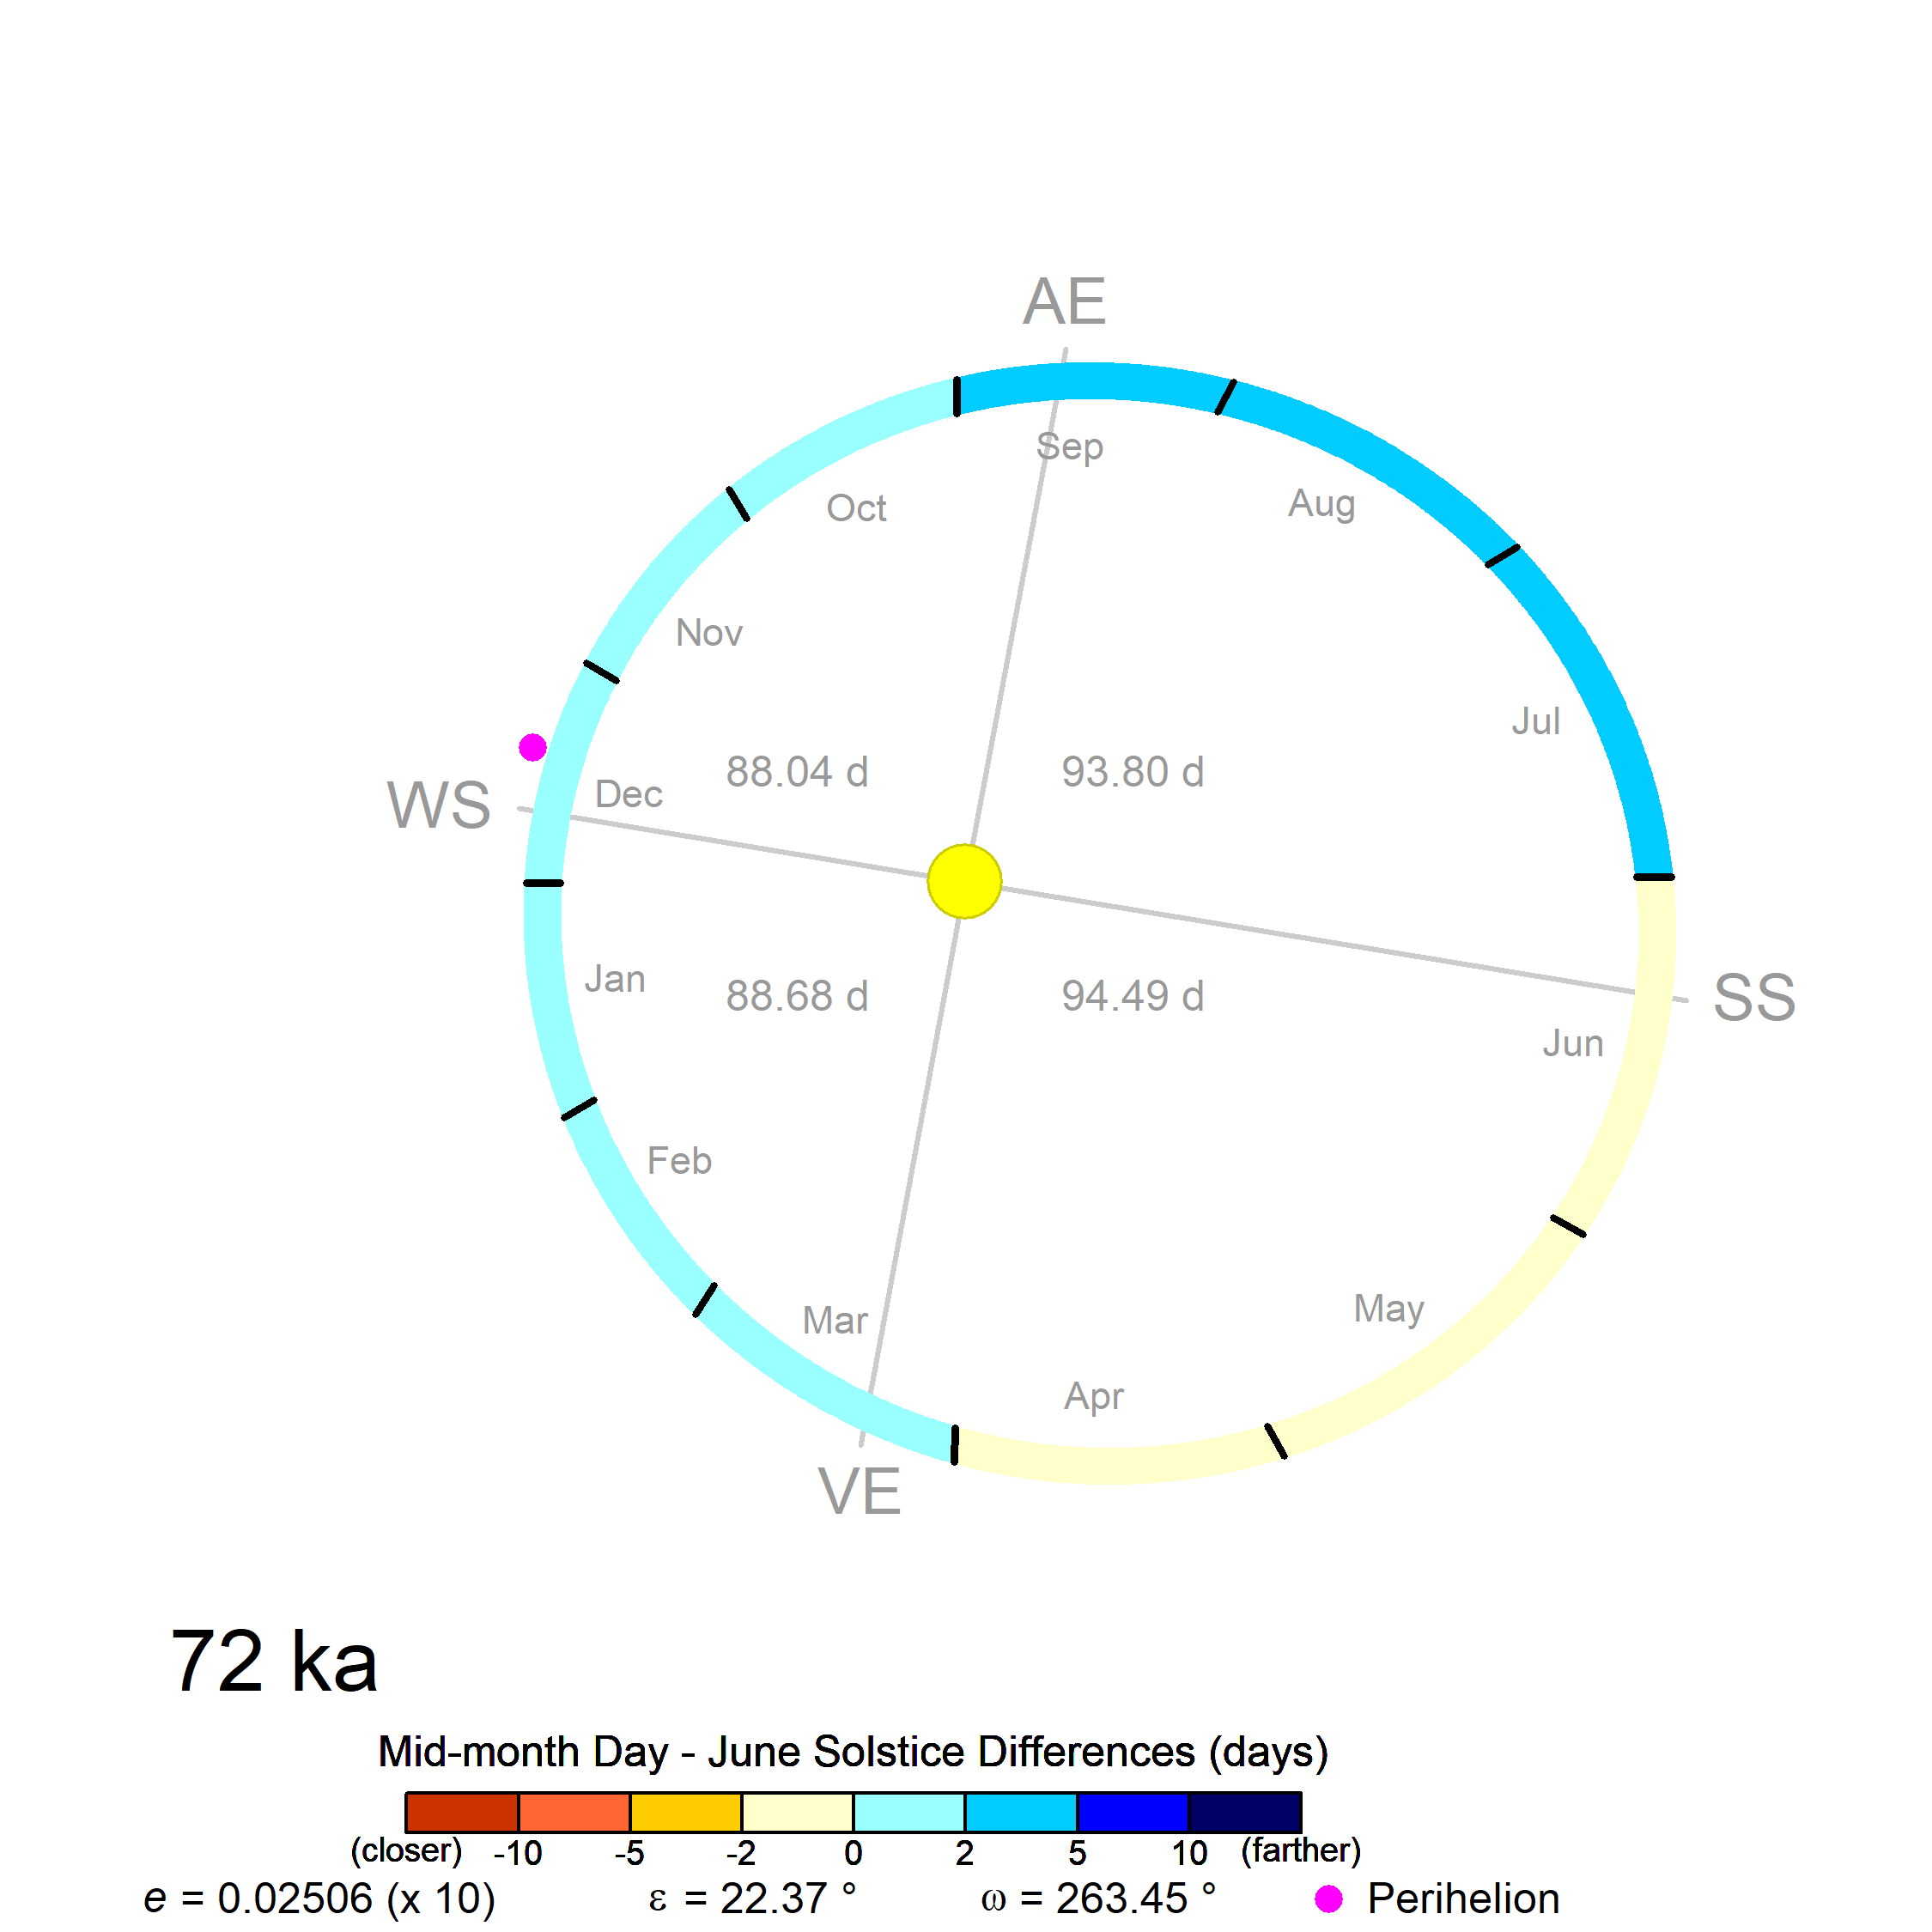 AE
Sep
Oct
Aug
Nov
Jul
88.04 d
93.80 d
WS
Dec
Jan
88.68 d
94.49 d
SS
Jun
Feb
Mar
May
Apr
VE
72 ka
Mid-month Day - June Solstice Differences (days)
(closer) -10 -5 -2 0 2 5 10 (farther)
e = 0.02506 (x 10) ε = 22.37 ° ω = 263.45 ° Perihelion